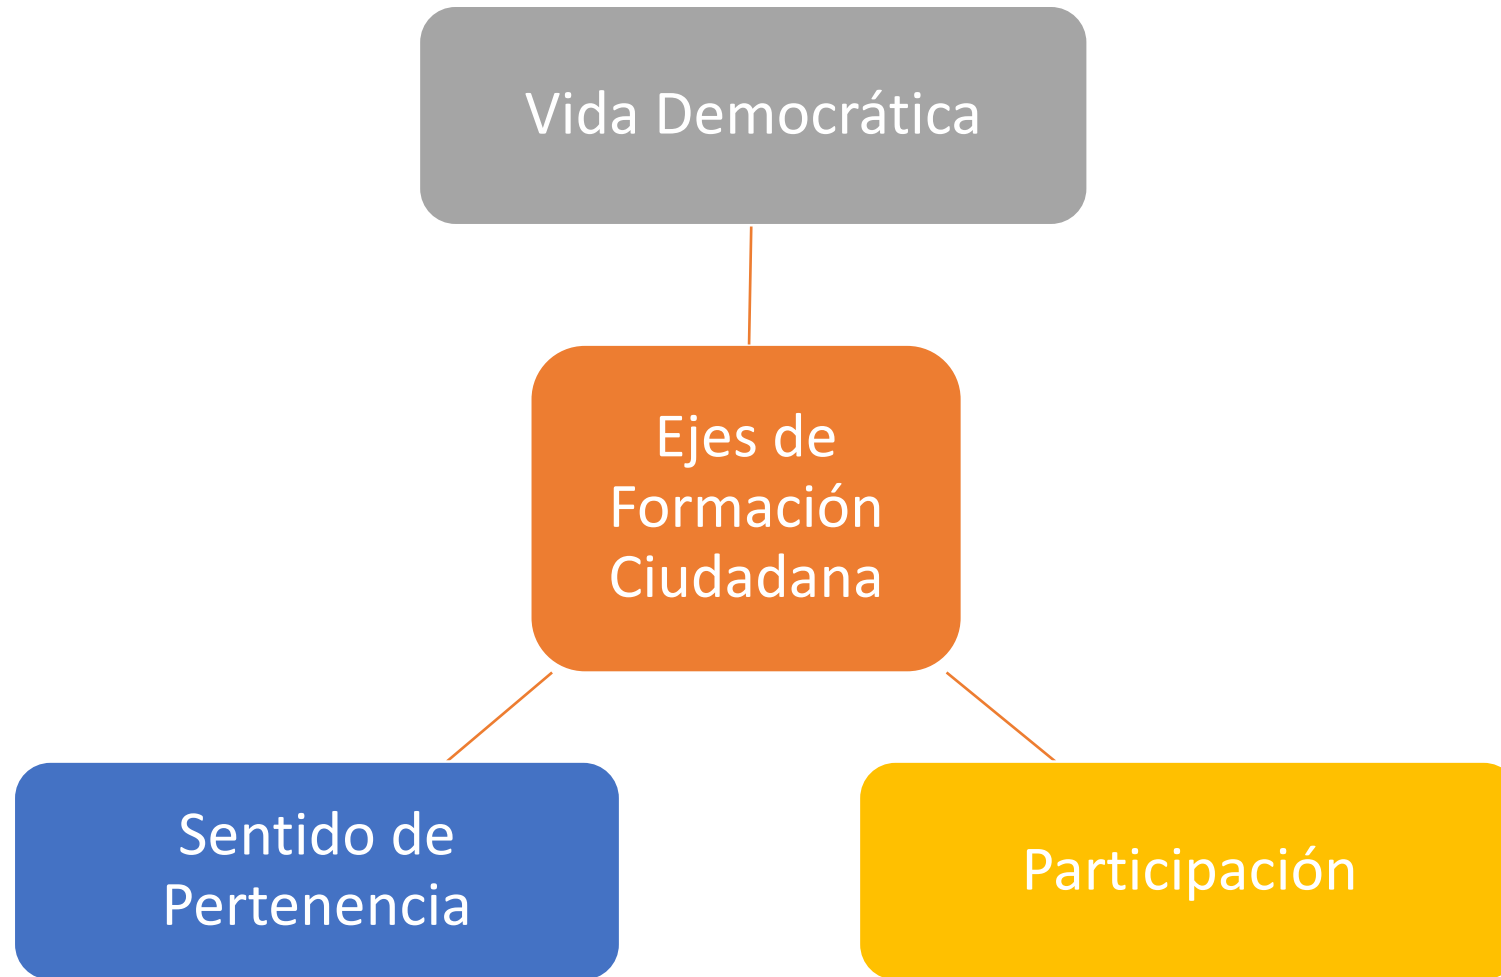 Vida Democrática
Ejes de
Formación
Ciudadana
Sentido de
Pertenencia
Participación